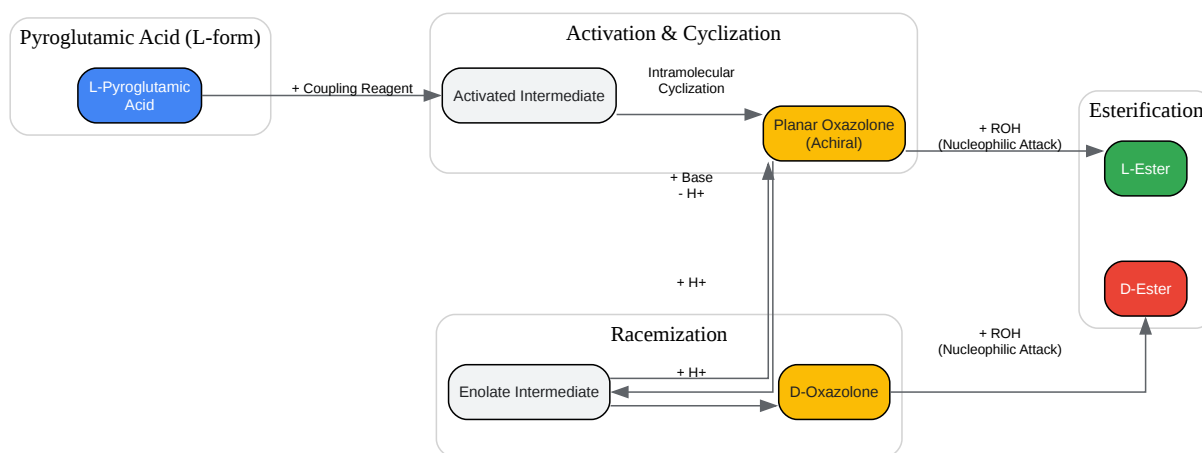 Pyroglutamic Acid (L-form)
L-Pyroglutamic
Acid
+ Coupling Reagent
Activation & Cyclization
Activated Intermediate
Intramolecular
Cyclization
Planar Oxazolone
(Achiral)
+ ROH
(Nucleophilic Attack)
Esterification
L-Ester
D-Ester
+ Base
- H+
+ H+
Racemization
Enolate Intermediate
+ H+
D-Oxazolone
+ ROH
(Nucleophilic Attack)